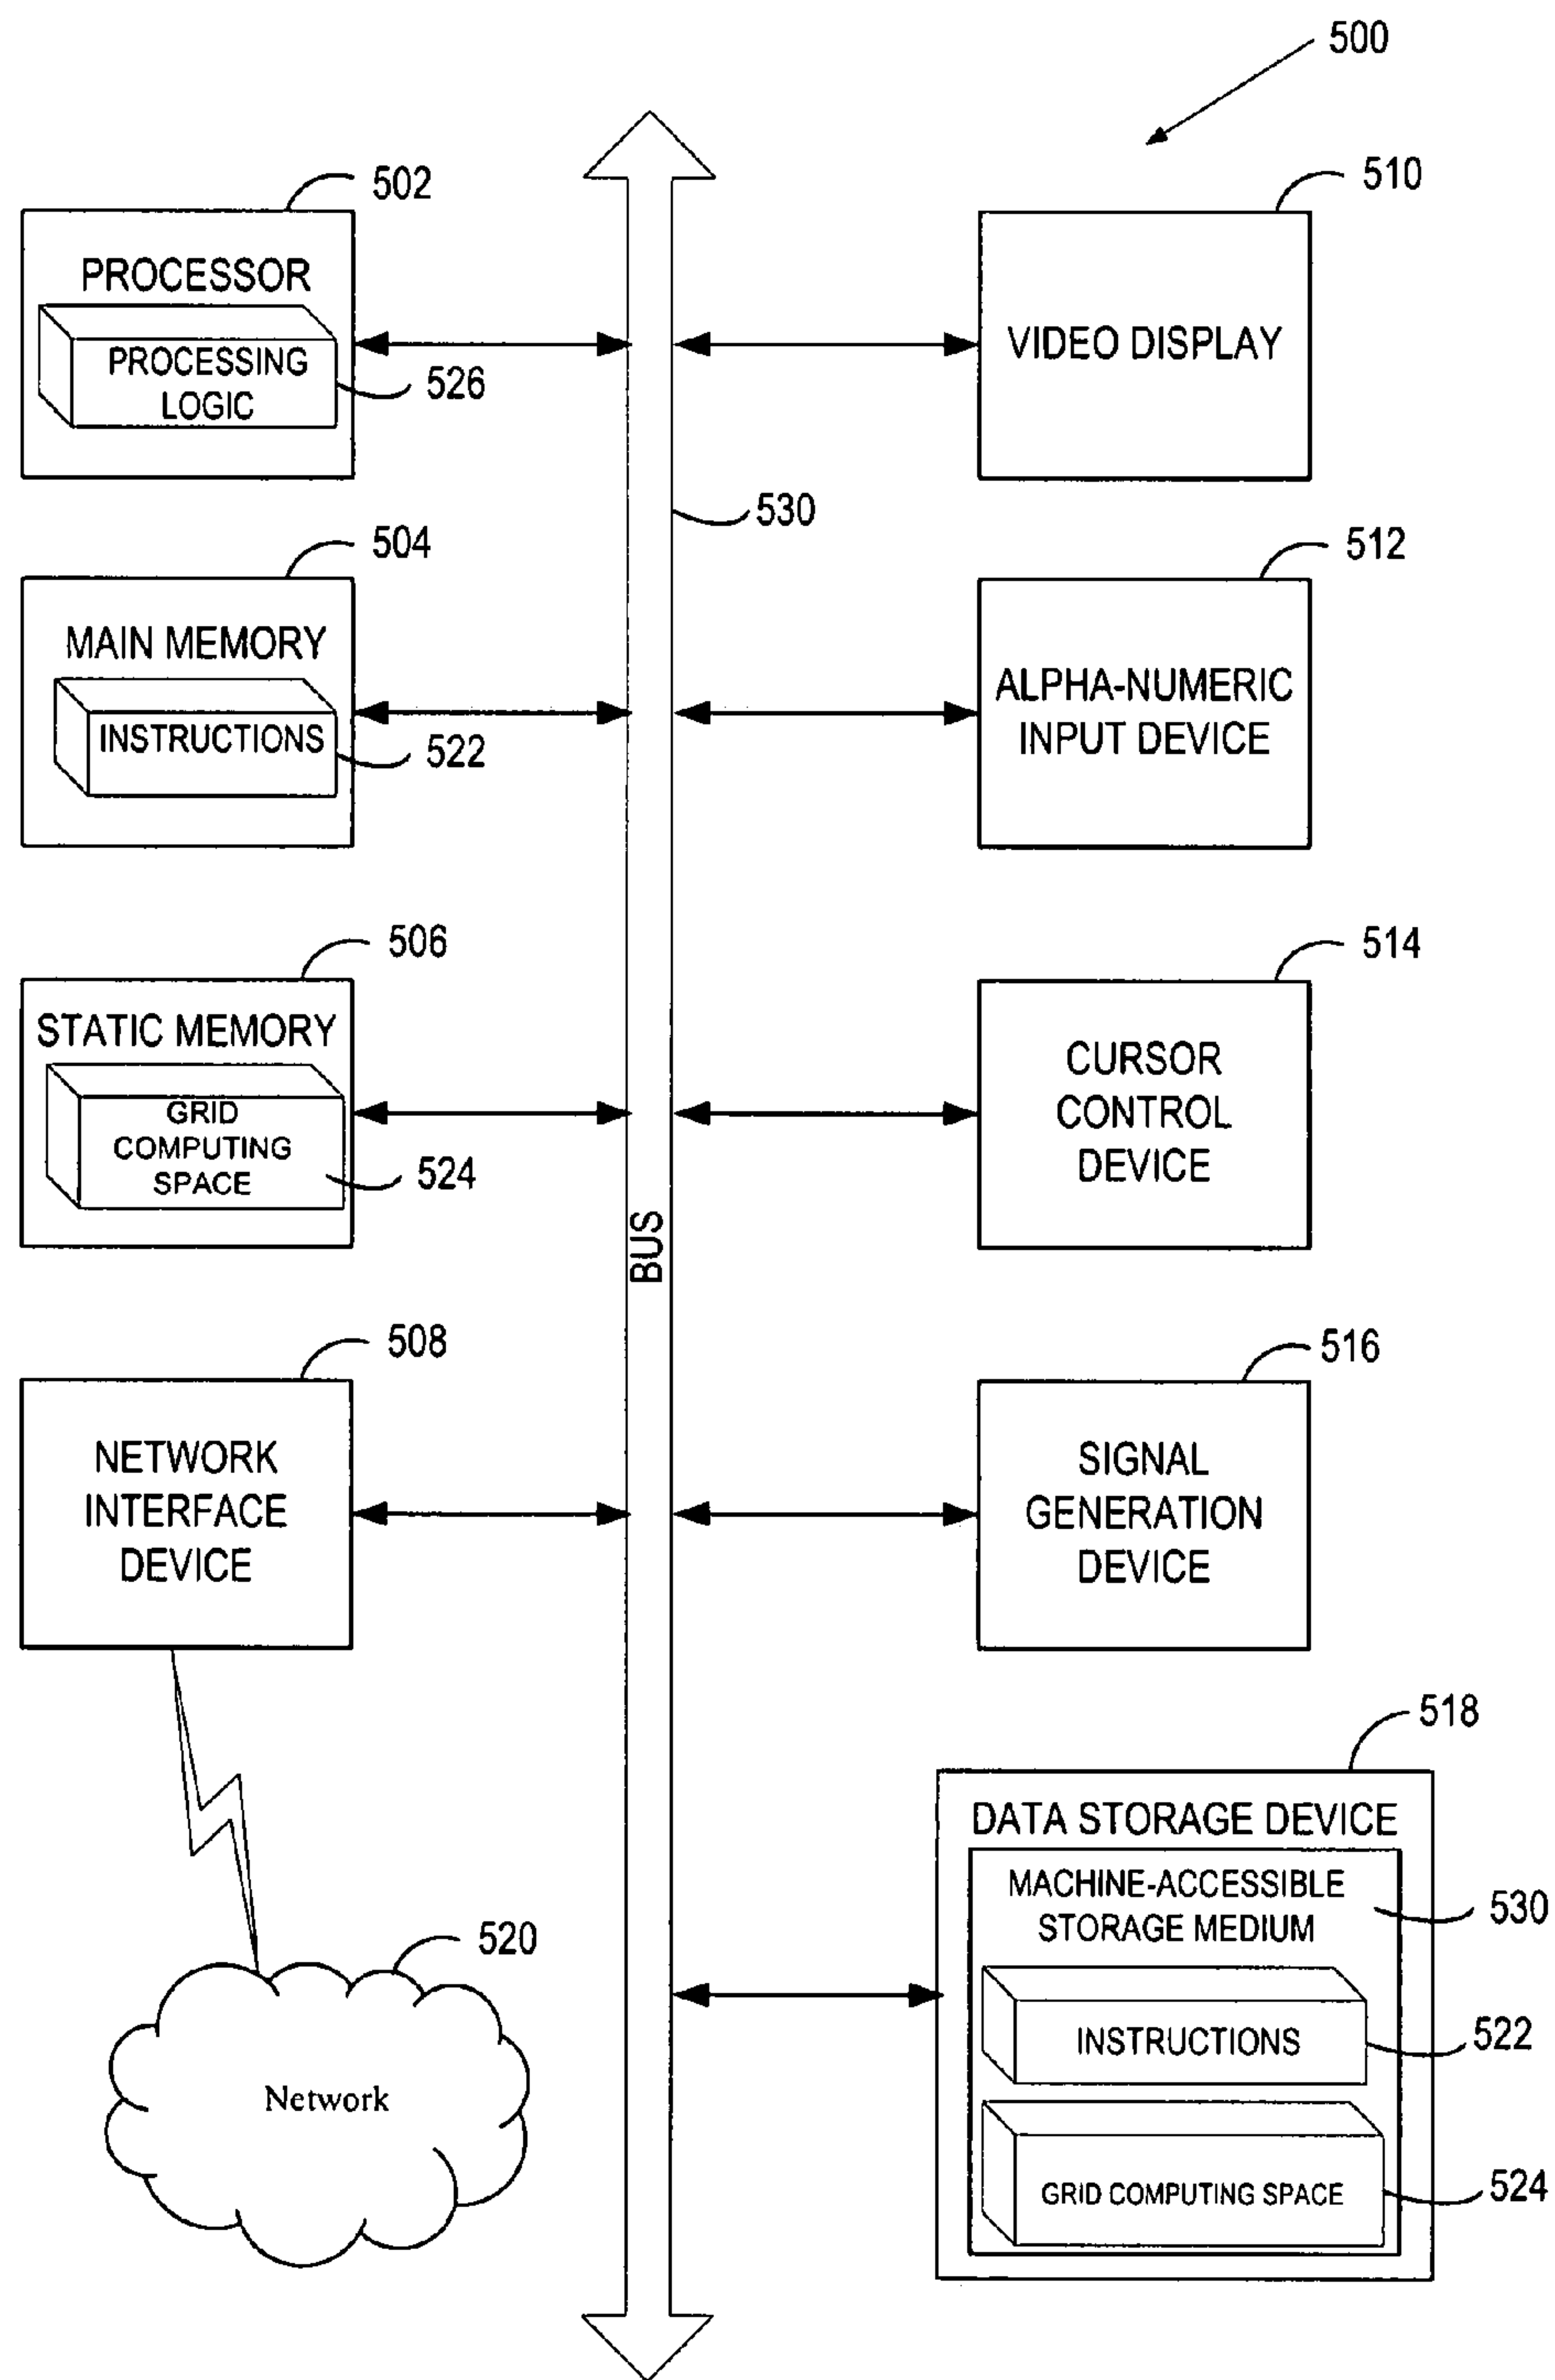 500
502
PROCESSOR
PROCESSING
LOGIC
526
510
VIDEO DISPLAY
530
504
MAIN MEMORY
INSTRUCTIONS
522
512
ALPHA-NUMERIC
INPUT DEVICE
506
STATIC MEMORY
GRID
COMPUTING
SPACE
524
514
CURSOR
CONTROL
DEVICE
BUS
508
NETWORK
INTERFACE
DEVICE
516
SIGNAL
GENERATION
DEVICE
518
DATA STORAGE DEVICE
MACHINE-ACCESSIBLE
STORAGE MEDIUM
530
INSTRUCTIONS
522
GRID COMPUTING SPACE
524
520
Network